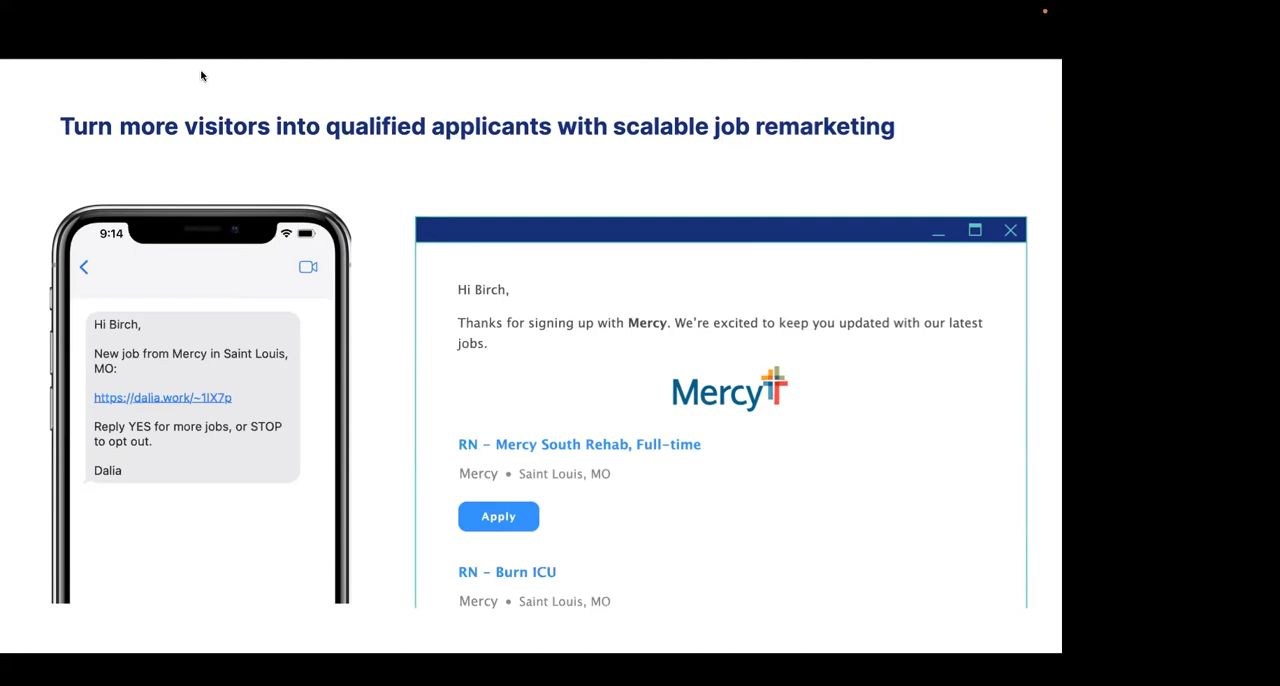 Turn more visitors into qualified applicants with scalable job remarketing
9:14
Hi Birch,
New job from Mercy in Saint Louis,
MO:
https://dalia.work/~1IX7p
Reply YES for more jobs, or STOP
to opt out.
Dalia
Hi Birch,
Thanks for signing up with Mercy. We’re excited to keep you updated with our latest
jobs.
Mercy
RN – Mercy South Rehab, Full-time
Mercy • Saint Louis, MO
Apply
RN – Burn ICU
Mercy • Saint Louis, MO